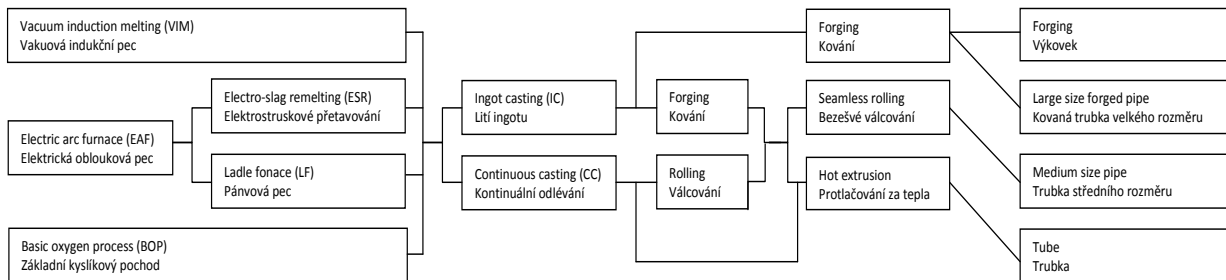 Vacuum induction melting (VIM)
Vakuová indukční pec
Electric arc furnace (EAF)
Elektrická oblouková pec
Electro-slag remelting (ESR)
Elektrostruskové přetavování
Ladle fonace (LF)
Pánvová pec
Basic oxygen process (BOP)
Základní kyslíkový pochod
Ingot casting (IC)
Lití ingotu
Continuous casting (CC)
Kontinuální odlévání
Forging
Kování
Rolling
Válcování
Forging
Kování
Seamless rolling
Bezešvé válcování
Hot extrusion
Protlačování za tepla
Forging
Výkovek
Large size forged pipe
Kovaná trubka velkého rozměru
Medium size pipe
Trubka středního rozměru
Tube
Trubka